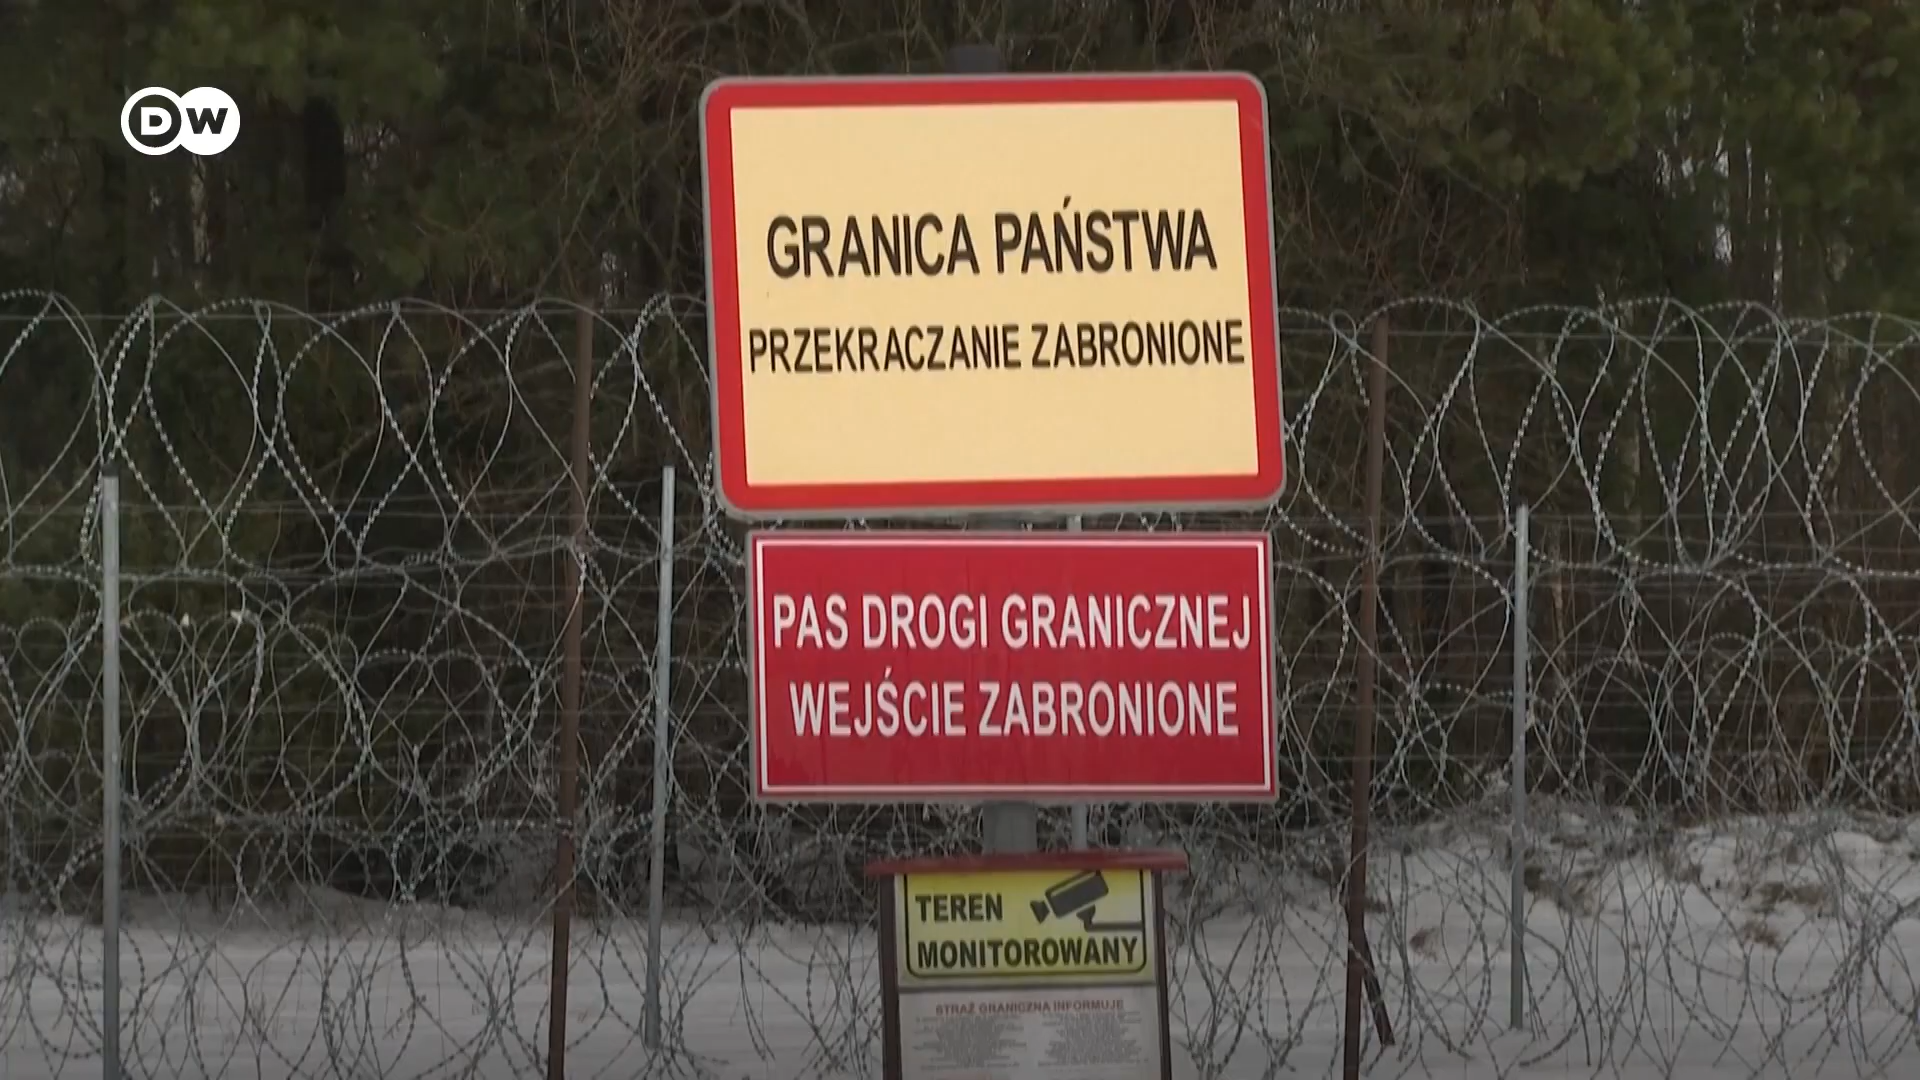 DW
GRANICA PAŃSTWA
PRZEKRACZANIE ZABRONIONE
PAS DROGI GRANICZNEJ
WEJŚCIE ZABRONIONE
TEREN
MONITOROWANY
STRAŻ GRANICZNA INFORMUJE